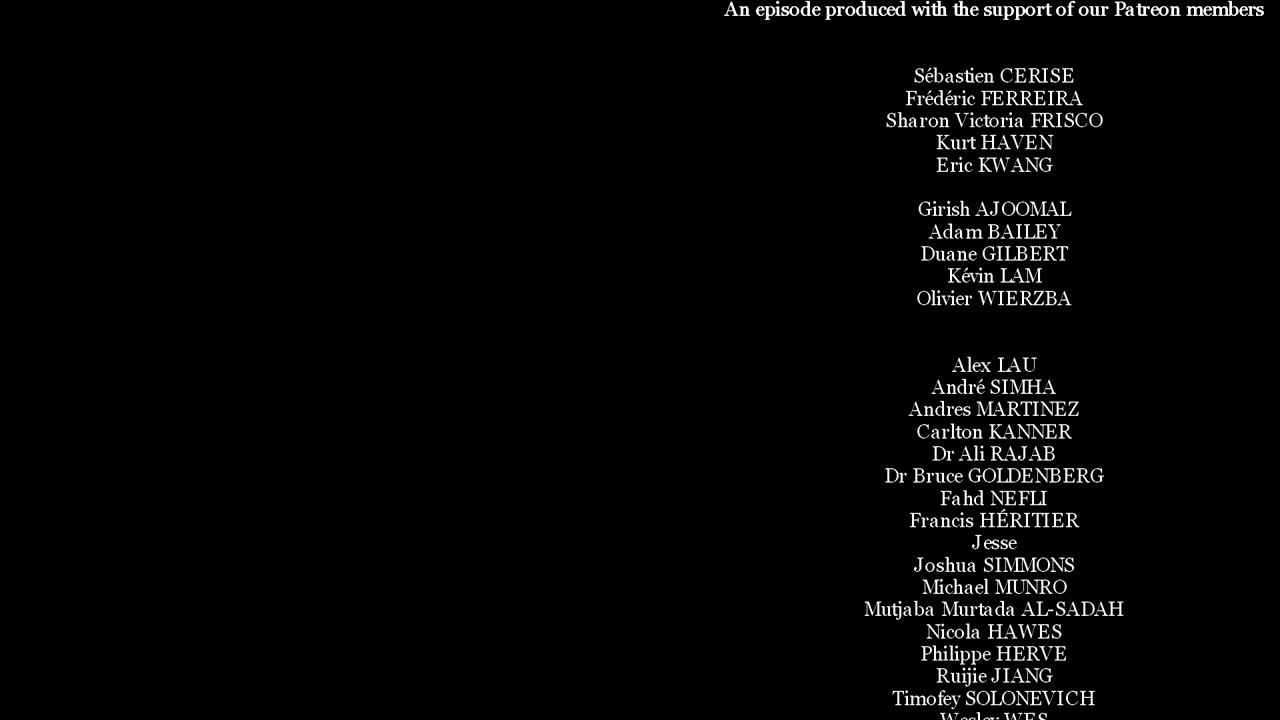 An episode produced with the support of our Patreon members
Sébastien CERISE
Frédéric FERREIRA
Sharon Victoria FRISCO
Kurt HAVEN
Eric KWANG
Girish AJOOMAL
Adam BAILEY
Duane GILBERT
Kévin LAM
Olivier WIERZBA
Alex LAU
André SIMHA
Andres MARTINEZ
Carlton KANNER
Dr Ali RAJAB
Dr Bruce GOLDENBERG
Fahd NEFLI
Francis HÉRITIER
Jesse
Joshua SIMMONS
Michael MUNRO
Mutjaba Murtada AL-SADAH
Nicola HAWES
Philippe HERVE
Ruijie JIANG
Timofey SOLONEVICH
Wesley WES